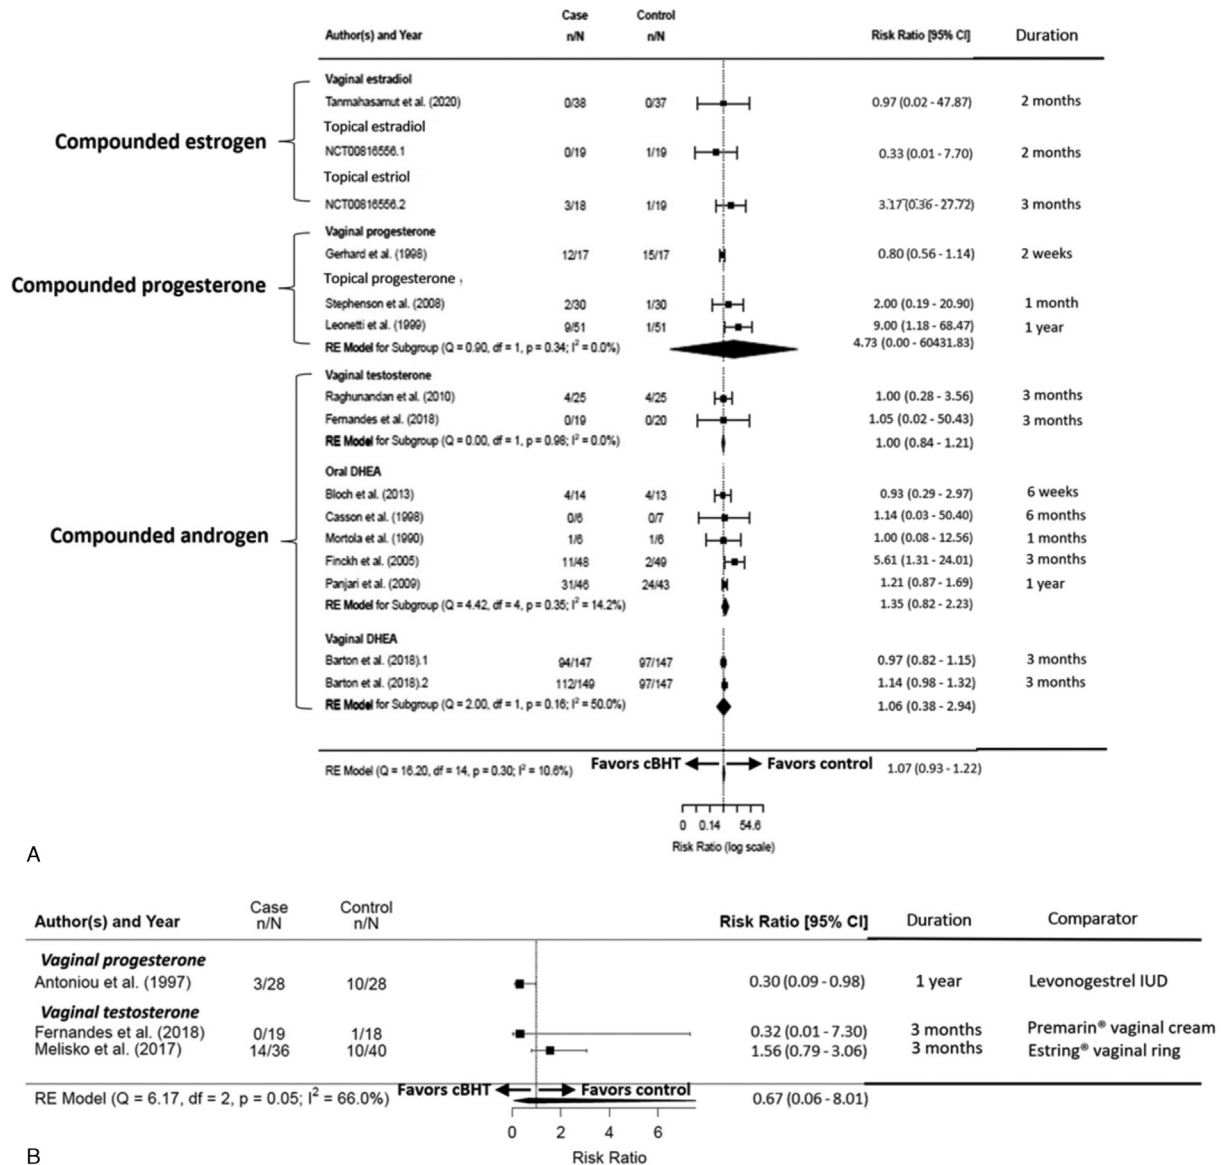 Case Control
Author(s) and Year n/N n/N Risk Ratio [95% CI] Duration
Vaginal estradiol
Tanmahasamut et al. (2020) 0/38 0/37 0.97 (0.02 - 47.87) 2 months
Compounded estrogen
Topical estradiol
NCT00816556.1 0/19 1/19 0.33 (0.01 - 7.70) 2 months
Topical estriol
NCT00816556.2 3/18 1/19 3.17 (0.36 - 27.72) 3 months
Vaginal progesterone
Gerhard et al. (1998) 12/17 15/17 0.80 (0.56 - 1.14) 2 weeks
Compounded progesterone
Topical progesterone
Stephenson et al. (2008) 2/30 1/30 2.00 (0.19 - 20.90) 1 month
Leonetti et al. (1999) 9/51 1/51 9.00 (1.18 - 68.47) 1 year
RE Model for Subgroup (Q = 0.90, df = 1, p = 0.34; I² = 0.0%) 4.73 (0.00 - 60431.83)
Vaginal testosterone
Raghunandan et al. (2010) 4/25 4/25 1.00 (0.28 - 3.56) 3 months
Fernandes et al. (2018) 0/19 0/20 1.05 (0.02 - 50.43) 3 months
RE Model for Subgroup (Q = 0.00, df = 1, p = 0.98; I² = 0.0%) 1.00 (0.84 - 1.21)
Oral DHEA
Bloch et al. (2013) 4/14 4/13 0.93 (0.29 - 2.97) 6 weeks
Casson et al. (1998) 0/6 0/7 1.14 (0.03 - 50.40) 6 months
Compounded androgen
Mortola et al. (1990) 1/6 1/6 1.00 (0.08 - 12.56) 1 months
Finckh et al. (2005) 11/48 2/49 5.61 (1.31 - 24.01) 3 months
Panjari et al. (2009) 31/46 24/43 1.21 (0.87 - 1.69) 1 year
RE Model for Subgroup (Q = 4.42, df = 4, p = 0.35; I² = 14.2%) 1.35 (0.82 - 2.23)
Vaginal DHEA
Barton et al. (2018).1 94/147 97/147 0.97 (0.82 - 1.15) 3 months
Barton et al. (2018).2 112/149 97/147 1.14 (0.98 - 1.32) 3 months
RE Model for Subgroup (Q = 2.00, df = 1, p = 0.16; I² = 50.0%) 1.06 (0.38 - 2.94)
Favors cBHT Favors control
RE Model (Q = 16.20, df = 14, p = 0.30; I² = 10.6%) 1.07 (0.93 - 1.22)
0 0.14 54.6
Risk Ratio (log scale)
A
Case Control
Author(s) and Year n/N n/N Risk Ratio [95% CI] Duration Comparator
Vaginal progesterone
Antoniou et al. (1997) 3/28 10/28 0.30 (0.09 - 0.98) 1 year Levonogestrel IUD
Vaginal testosterone
Fernandes et al. (2018) 0/19 1/18 0.32 (0.01 - 7.30) 3 months Premarin® vaginal cream
Melisko et al. (2017) 14/36 10/40 1.56 (0.79 - 3.06) 3 months Estring® vaginal ring
Favors cBHT Favors control
RE Model (Q = 6.17, df = 2, p = 0.05; I² = 66.0%) 0.67 (0.06 - 8.01)
0 2 4 6
Risk Ratio
B